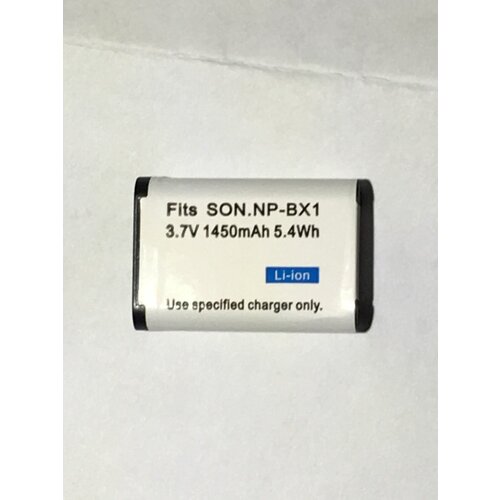 Fits SON.NP-BX1
3.7V 1450mAh 5.4Wh
Li-ion
Use specified charger only.